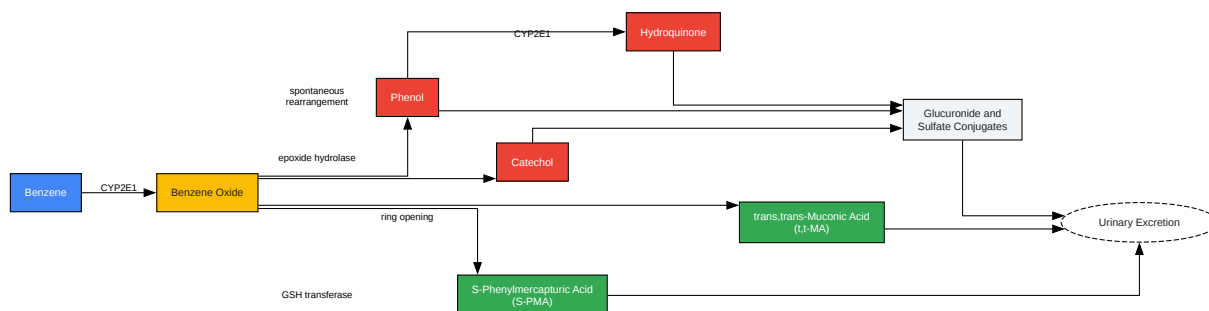 CYP2E1
Hydroquinone
spontaneous
rearrangement
Phenol
Glucuronide and
Sulfate Conjugates
epoxide hydrolase
Catechol
Benzene
CYP2E1
Benzene Oxide
ring opening
trans,trans-Muconic Acid
(t,t-MA)
Urinary Excretion
GSH transferase
S-Phenylmercapturic Acid
(S-PMA)